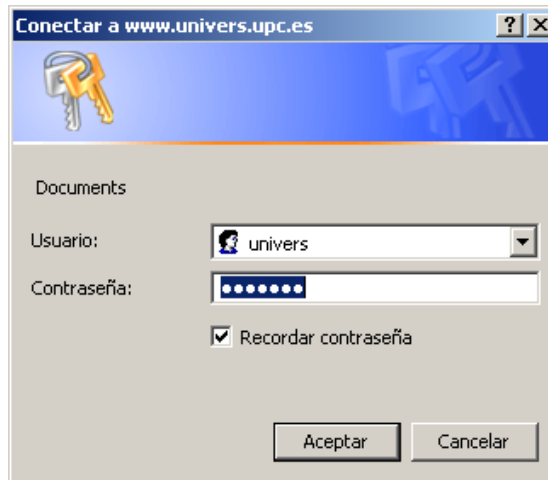 Conectar a www.univers.upc.es
Documents
Usuario: univers
Contraseña: •••••••
Recordar contraseña
Aceptar Cancelar